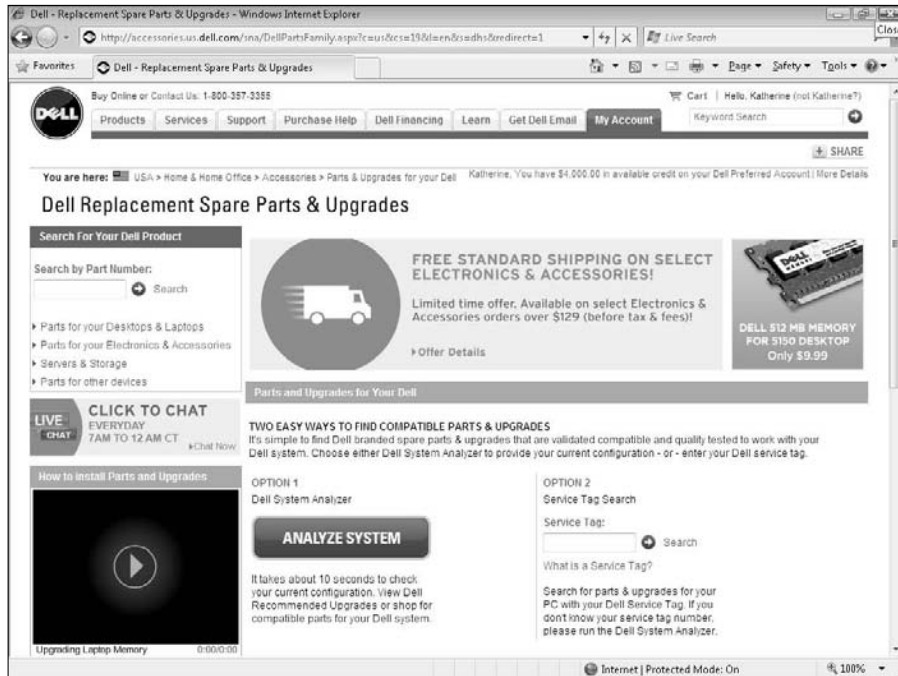 Dell - Replacement Spare Parts & Upgrades - Windows Internet Explorer
Close
http://accessories.us.dell.com/sna/DellPartsFamily.aspx?c=us&cs=19&l=en&s=dhs&redirect=1
Live Search
Favorites
Dell - Replacement Spare Parts & Upgrades
Page
Safety
Tools
Buy Online or Contact Us: 1-800-357-3355
Cart | Hello, Katherine (not Katherine?)
DELL
Products
Services
Support
Purchase Help
Dell Financing
Learn
Get Dell Email
My Account
Keyword Search
SHARE
You are here: USA > Home & Home Office > Accessories > Parts & Upgrades for your Dell
Katherine, You have $4,000.00 in available credit on your Dell Preferred Account | More Details
Dell Replacement Spare Parts & Upgrades
Search For Your Dell Product
Search by Part Number:
Search
Parts for your Desktops & Laptops
Parts for your Electronics & Accessories
Servers & Storage
Parts for other devices
FREE STANDARD SHIPPING ON SELECT
ELECTRONICS & ACCESSORIES!
Limited time offer. Available on select Electronics &
Accessories orders over $129 (before tax & fees)!
Offer Details
DELL
MEMORY
DELL 512 MB MEMORY
FOR 5150 DESKTOP
Only $9.99
LIVE
CHAT
CLICK TO CHAT
EVERYDAY
7AM TO 12 AM CT
Chat Now
How to install Parts and Upgrades
Upgrading Laptop Memory
0:00/0:00
Parts and Upgrades for Your Dell
TWO EASY WAYS TO FIND COMPATIBLE PARTS & UPGRADES
It's simple to find Dell branded spare parts & upgrades that are validated compatible and quality tested to work with your
Dell system. Choose either Dell System Analyzer to provide your current configuration - or - enter your Dell service tag.
OPTION 1
Dell System Analyzer
ANALYZE SYSTEM
It takes about 10 seconds to check
your current configuration. View Dell
Recommended Upgrades or shop for
compatible parts for your Dell system.
OPTION 2
Service Tag Search
Service Tag:
Search
What is a Service Tag?
Search for parts & upgrades for your
PC with your Dell Service Tag. If you
don't know your service tag number,
please run the Dell System Analyzer.
Internet | Protected Mode: On
100%